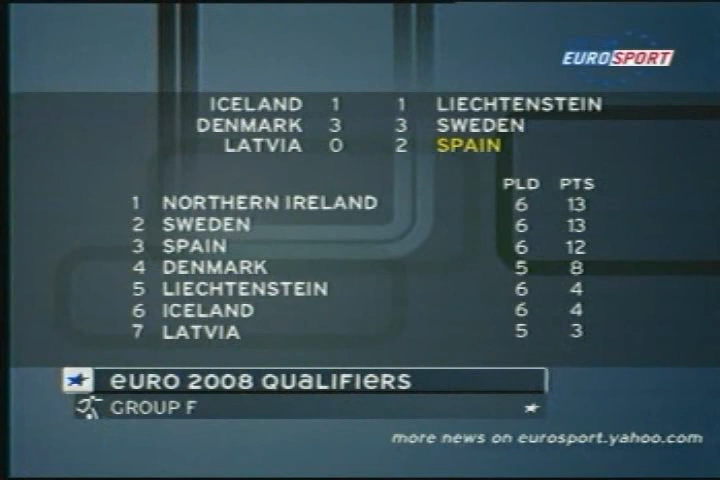 EUROSPORT
ICELAND 1 1 LIECHTENSTEIN
DENMARK 3 3 SWEDEN
LATVIA 0 2 SPAIN
PLD PTS
1 NORTHERN IRELAND 6 13
2 SWEDEN 6 13
3 SPAIN 6 12
4 DENMARK 5 8
5 LIECHTENSTEIN 6 4
6 ICELAND 6 4
7 LATVIA 5 3
EURO 2008 QUALIFIERS
GROUP F
more news on eurosport.yahoo.com